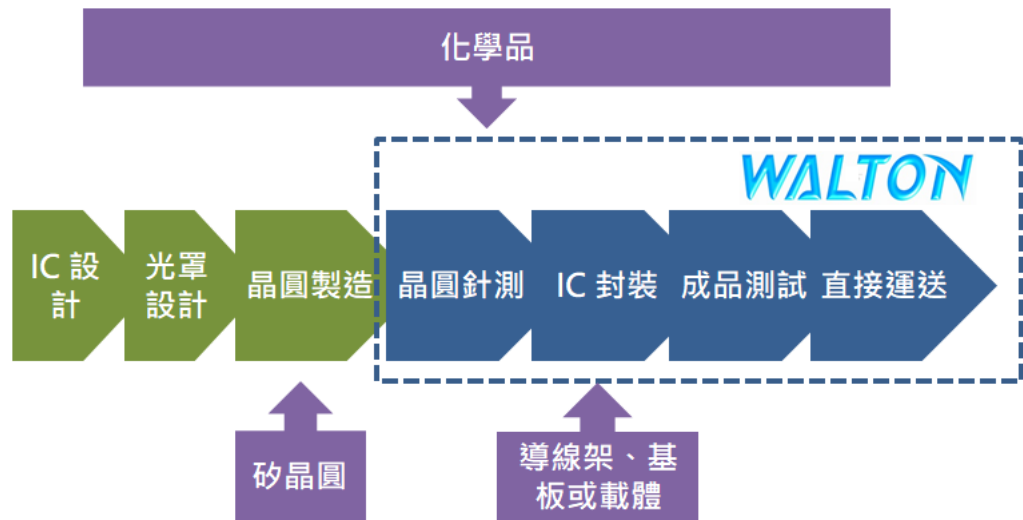 化學品
WALTON
IC 設
計
光罩
設計
晶圓製造
晶圓針測
IC 封裝
成品測試
直接運送
矽晶圓
導線架、基
板或載體